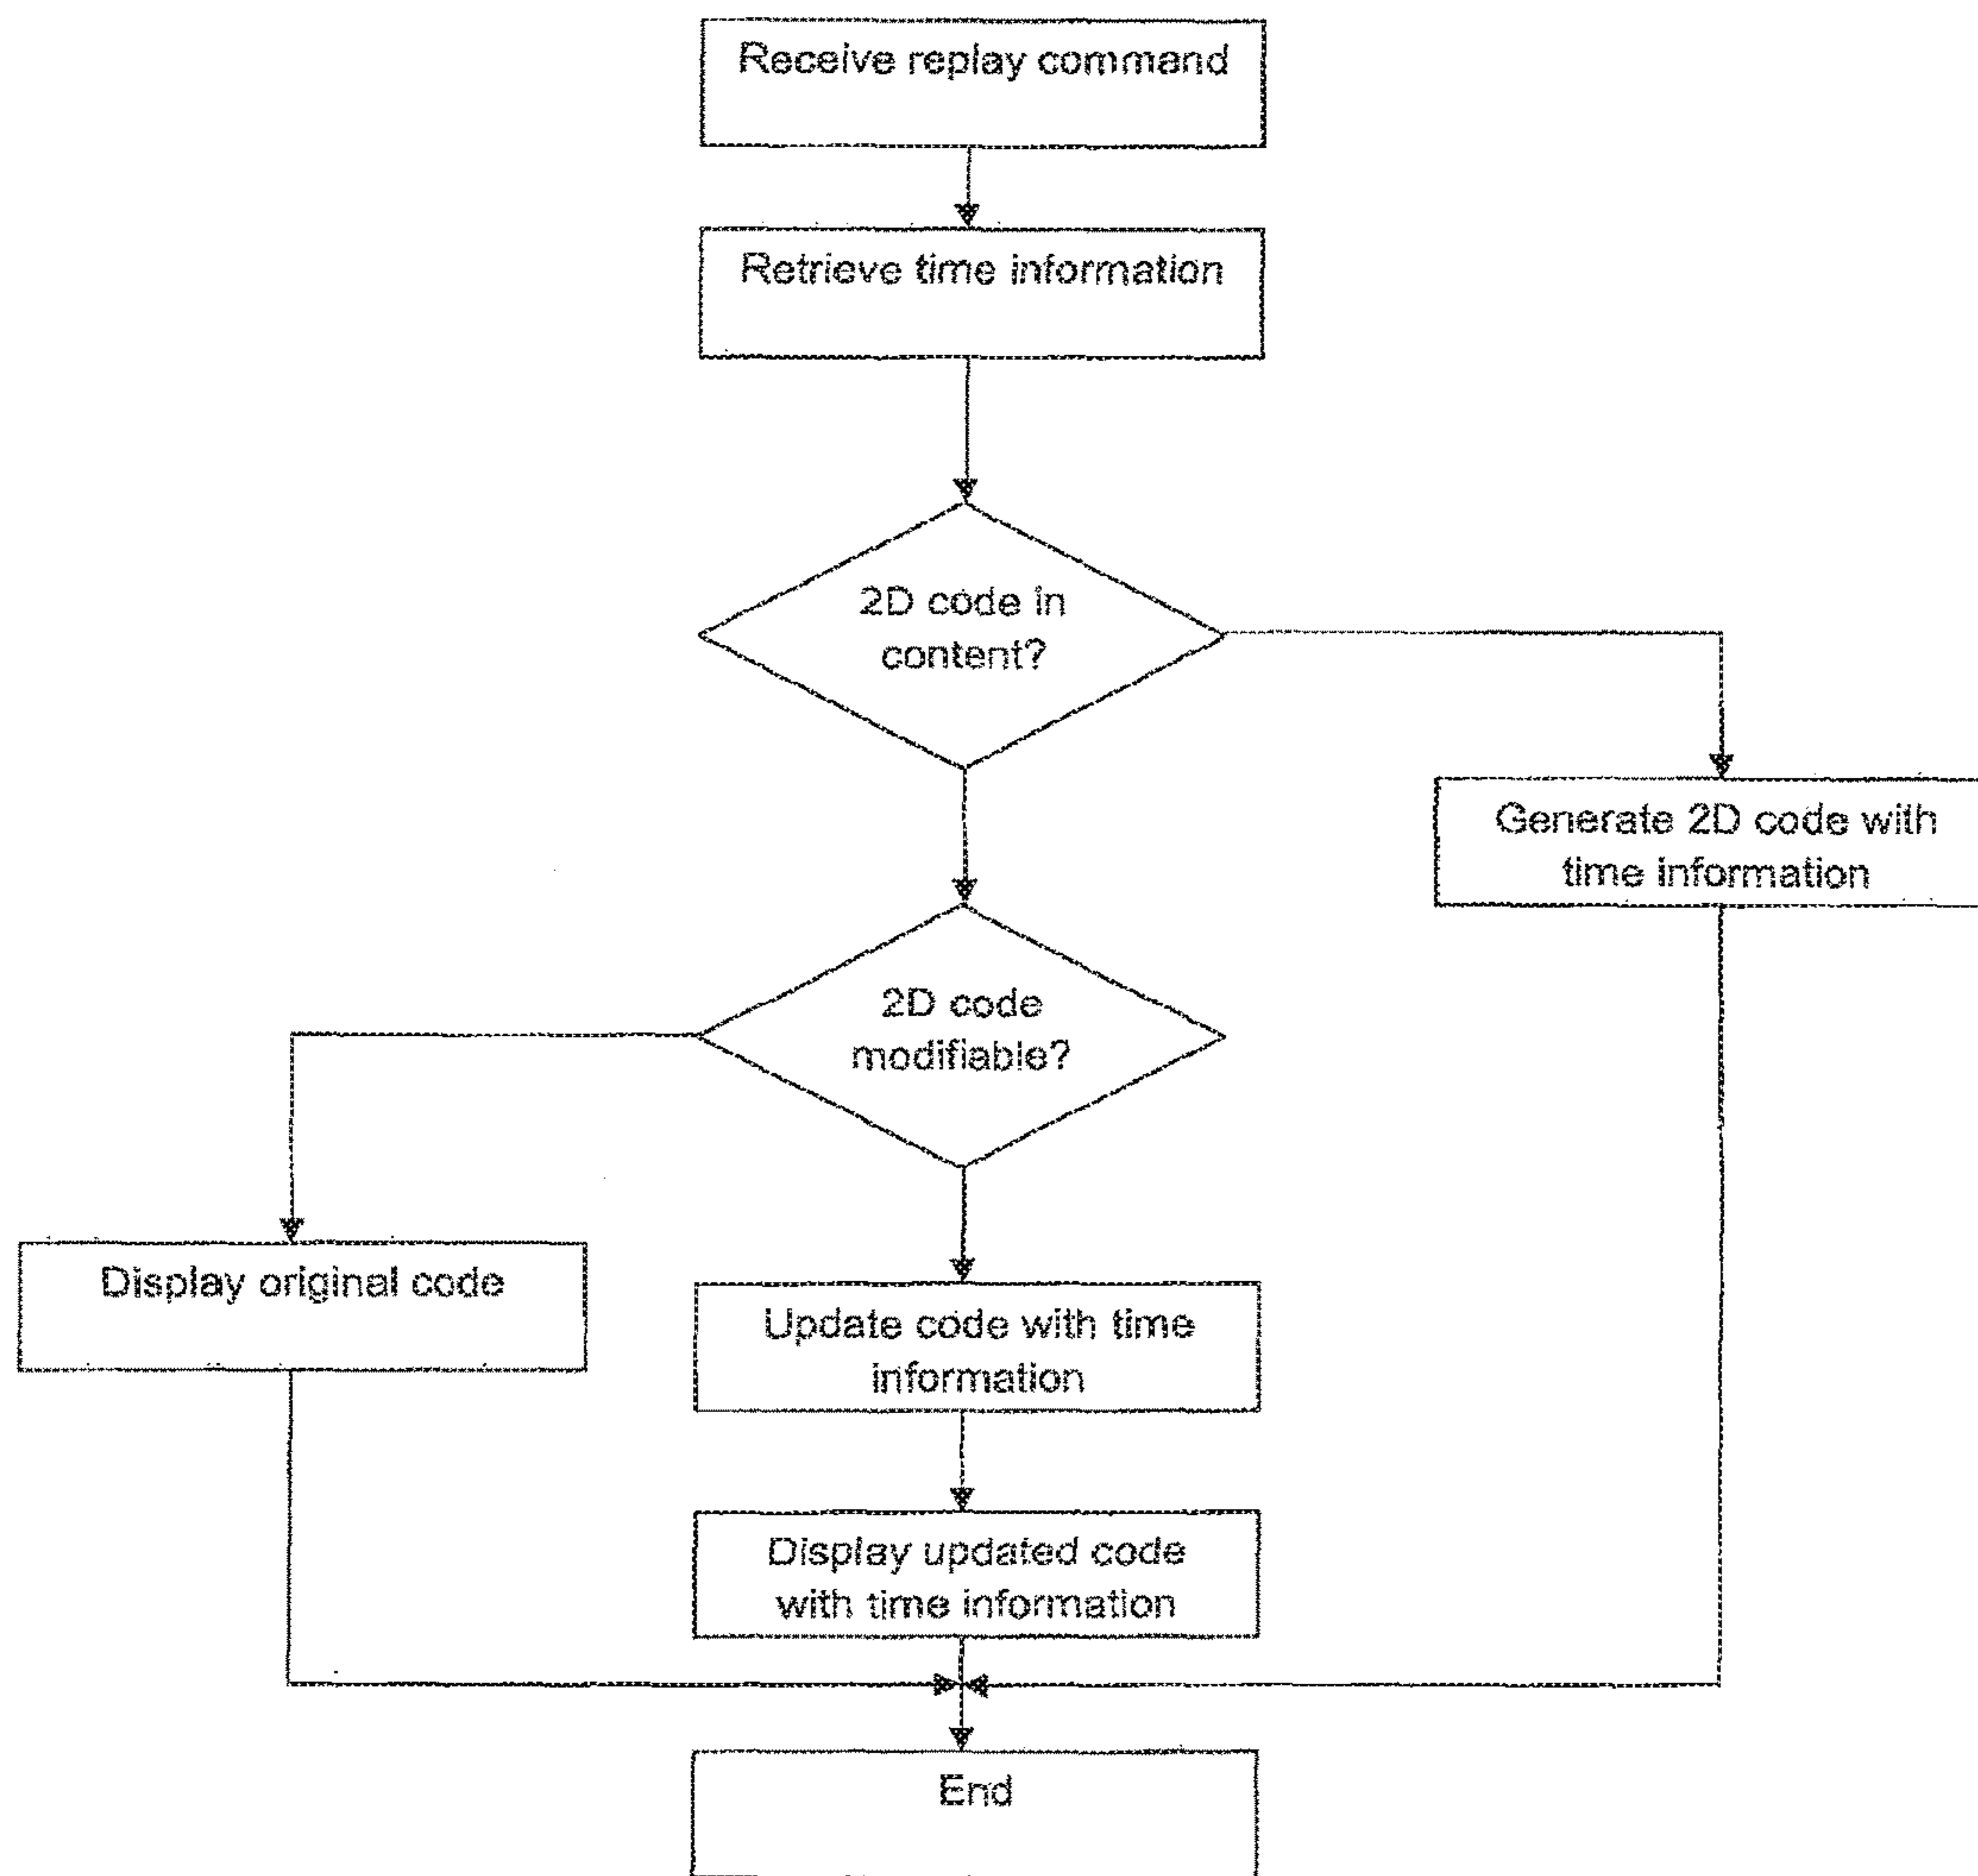 Receive replay command
Retrieve time information
2D code in
content?
Generate 2D code with
time information
2D code
modifiable?
Display original code
Update code with time
information
Display updated code
with time information
End